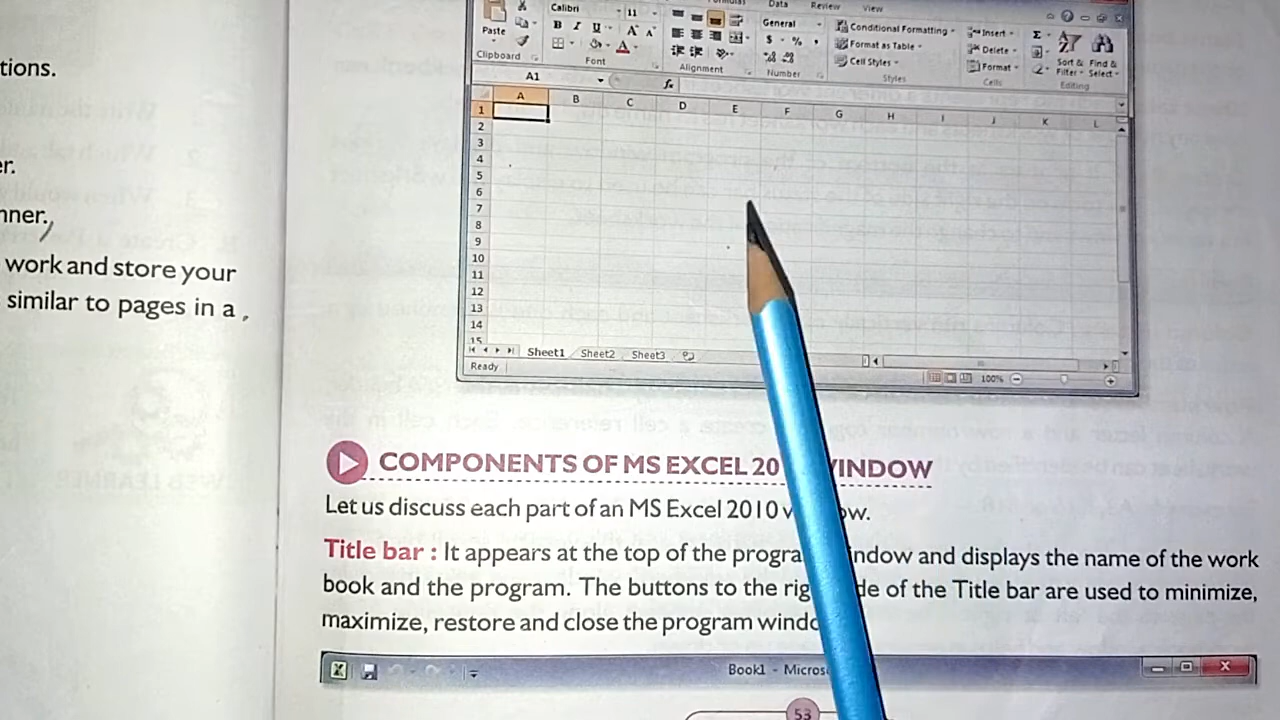 tions.
er.
nner.
work and store your
similar to pages in a ,
Data Review View
Calibri 11 General Conditional Formatting Insert Σ
Paste B I U Format as Table Delete Sort & Find &
$ % Cell Styles Format Filter Select
Clipboard Font Alignment Number Styles Cells Editing
A1 fx
A B C D E F G H I J K L
1
2
3
4
5
6
7
8
9
10
11
12
13
14
15
Sheet1 Sheet2 Sheet3
Ready 100%
COMPONENTS OF MS EXCEL 20 WINDOW
Let us discuss each part of an MS Excel 2010 w ow.
Title bar : It appears at the top of the progra indow and displays the name of the work
book and the program. The buttons to the rig de of the Title bar are used to minimize,
maximize, restore and close the program windo
Book1 - Micros
53